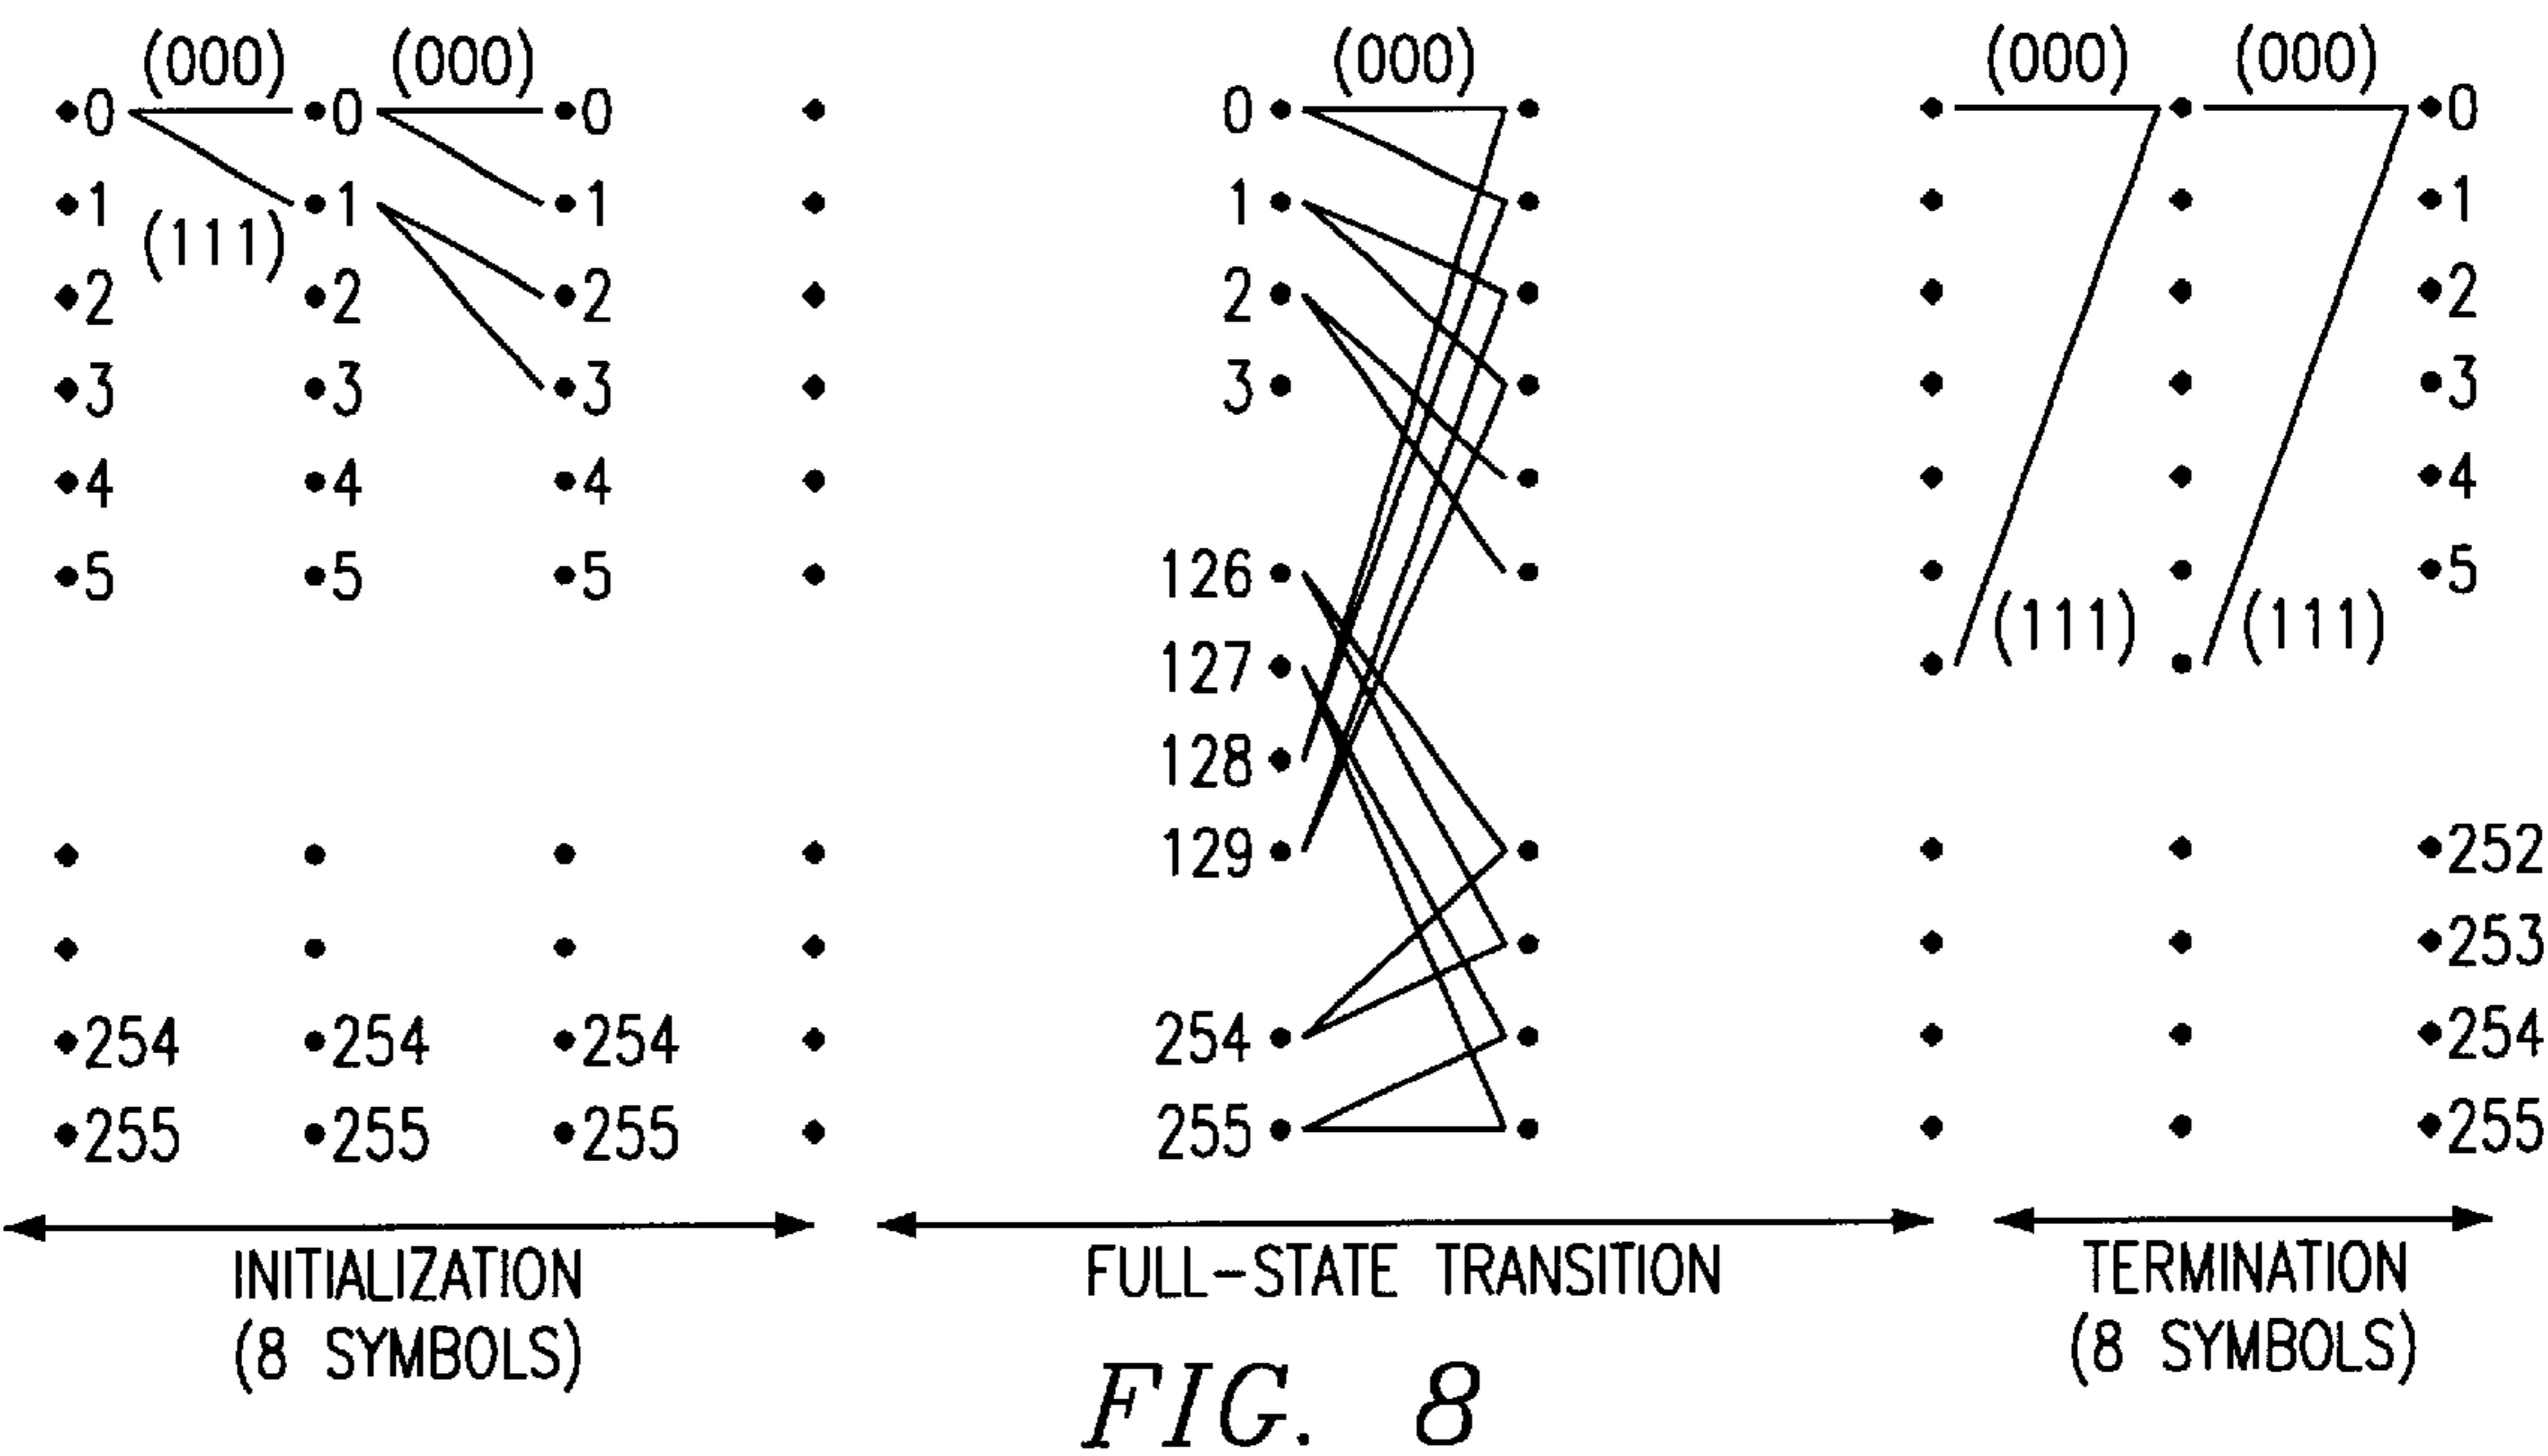 (000) (000) (000) (000) (000)
0 0 0 0 0
1 1 1 1 1
(111)
2 2 2 2 2
3 3 3 3 3
4 4 4 4
5 5 5 126 5
(111) (111)
127
128
129 252
253
254 254 254 254 254
255 255 255 255 255
INITIALIZATION FULL-STATE TRANSITION TERMINATION
(8 SYMBOLS) (8 SYMBOLS)
FIG. 8